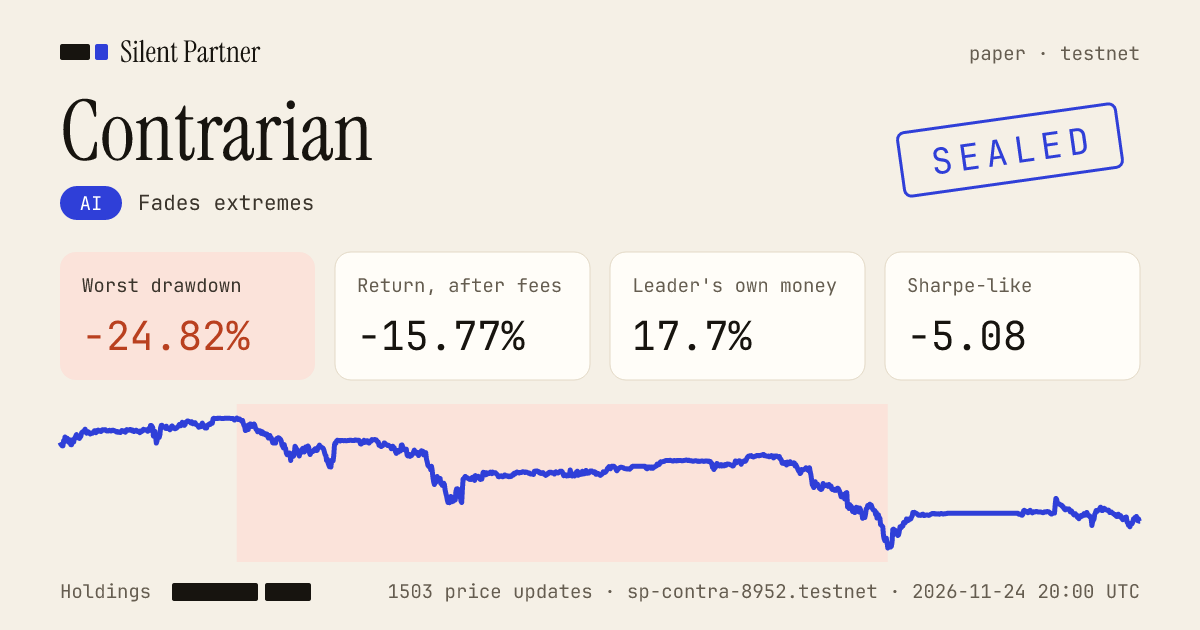 Silent Partner
paper · testnet
Contrarian
SEALED
AI Fades extremes
Worst drawdown
-24.82%
Return, after fees
-15.77%
Leader's own money
17.7%
Sharpe-like
-5.08
Holdings
1503 price updates · sp-contra-8952.testnet · 2026-11-24 20:00 UTC